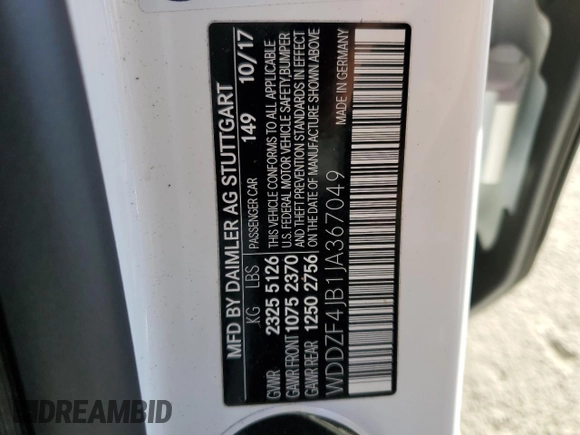 MFD BY DAIMLER AG STUTTGART 10/17
KG LBS PASSENGER CAR 149
GVWR 2325 5126 THIS VEHICLE CONFORMS TO ALL APPLICABLE
GAWR FRONT 1075 2370 U.S. FEDERAL MOTOR VEHICLE SAFETY,BUMPER
AND THEFT PREVENTION STANDARDS IN EFFECT
GAWR REAR 1250 2756 ON THE DATE OF MANUFACTURE SHOWN ABOVE
WDDZF4JB1JA367049 MADE IN GERMANY
IDREAMBID